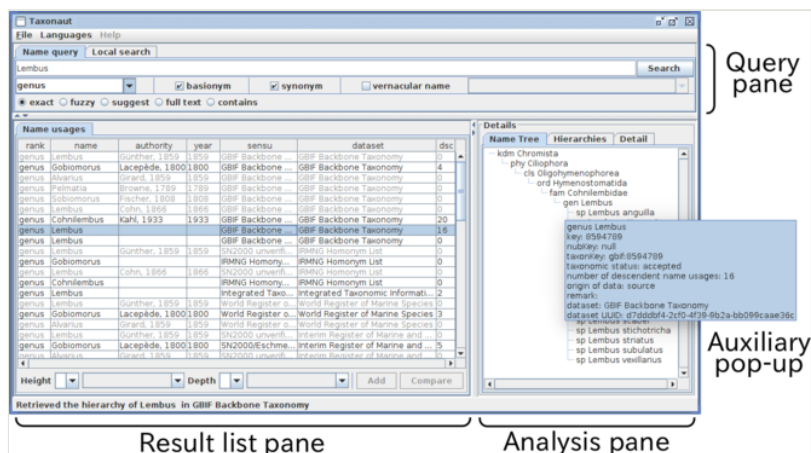 Taxonaut
File Languages Help
Name query Local search
Lembus Search
genus basionym synonym vernacular name
exact fuzzy suggest full text contains
Query pane
Name usages
rank name authority year sensu dataset dsc
genus Lembus Günther, 1859 1859 GBIF Backbone ... GBIF Backbone Taxonomy 0
genus Gobiomorus Lacepède, 1800 1800 GBIF Backbone ... GBIF Backbone Taxonomy 4
genus Alvarius Girard, 1859 1859 GBIF Backbone ... GBIF Backbone Taxonomy 0
genus Pelmatia Browne, 1789 1789 GBIF Backbone ... GBIF Backbone Taxonomy 0
genus Sobiomorus Fischer, 1808 1808 GBIF Backbone ... GBIF Backbone Taxonomy 0
genus Lembus Cohn, 1866 1866 GBIF Backbone ... GBIF Backbone Taxonomy 0
genus Cohnilembus Kahl, 1933 1933 GBIF Backbone ... GBIF Backbone Taxonomy 20
genus Lembus GBIF Backbone ... GBIF Backbone Taxonomy 16
genus Lembus GBIF Backbone ... GBIF Backbone Taxonomy 0
genus Lembus Günther, 1859 1859 SN2000 unverifi... IRMNG Homonym List 0
genus Gobiomorus IRMNG Homony... IRMNG Homonym List 0
genus Lembus Cohn, 1866 1866 SN2000 unverifi... IRMNG Homonym List 0
genus Cohnilembus IRMNG Homony... IRMNG Homonym List 0
genus Lembus Integrated Taxo... Integrated Taxonomic Informati... 2
genus Lembus Günther, 1859 1859 World Register o... World Register of Marine Species 0
genus Gobiomorus Lacepède, 1800 1800 World Register o... World Register of Marine Species 3
genus Alvarius Girard, 1859 1859 World Register o... World Register of Marine Species 0
genus Lembus Günther, 1859 1859 SN2000 unverifi... Interim Register of Marine and ... 0
genus Gobiomorus Lacepède, 1800 1800 SN2000/Eschme... Interim Register of Marine and ... 5
genus Alvarius Girard, 1859 1859 SN2000 unverifi... Interim Register of Marine and ... 0
Height Depth Add Compare
Retrieved the hierarchy of Lembus in GBIF Backbone Taxonomy
Details
Name Tree Hierarchies Detail
kdm Chromista
phy Ciliophora
cls Oligohymenophorea
ord Hymenostomatida
fam Cohnilembidae
gen Lembus
sp Lembus anguilla
genus Lembus
key: 8594789
nubKey: null
taxonKey: gbif:8594789
taxonomic status: accepted
number of descendent name usages: 16
origin of data: source
remark:
dataset: GBIF Backbone Taxonomy
dataset UUID: d7dddbf4-2cf0-4f39-9b2a-bb099caae36c
sp Lembus stichotricha
sp Lembus striatus
sp Lembus subulatus
sp Lembus vexillarius
Auxiliary pop-up
Result list pane
Analysis pane